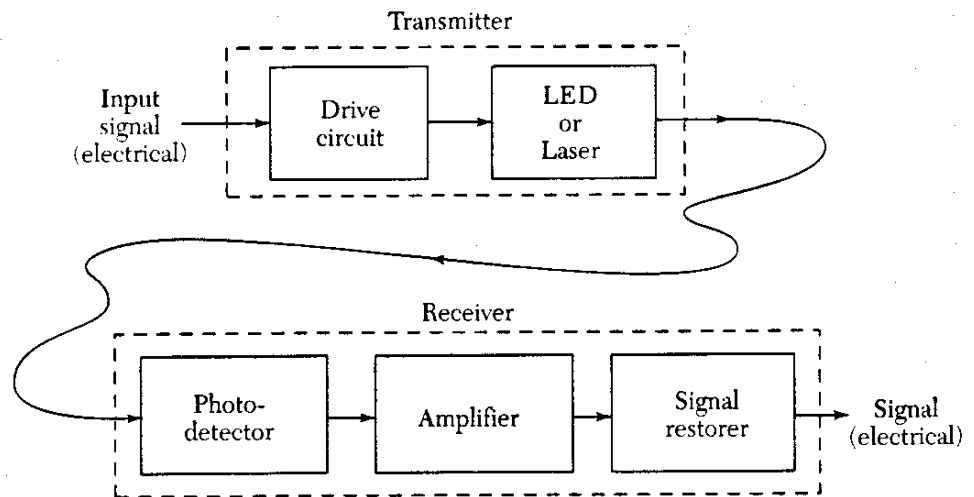 Transmitter
Input
signal
(electrical)
Drive
circuit
LED
or
Laser
Receiver
Photo-
detector
Amplifier
Signal
restorer
Signal
(electrical)